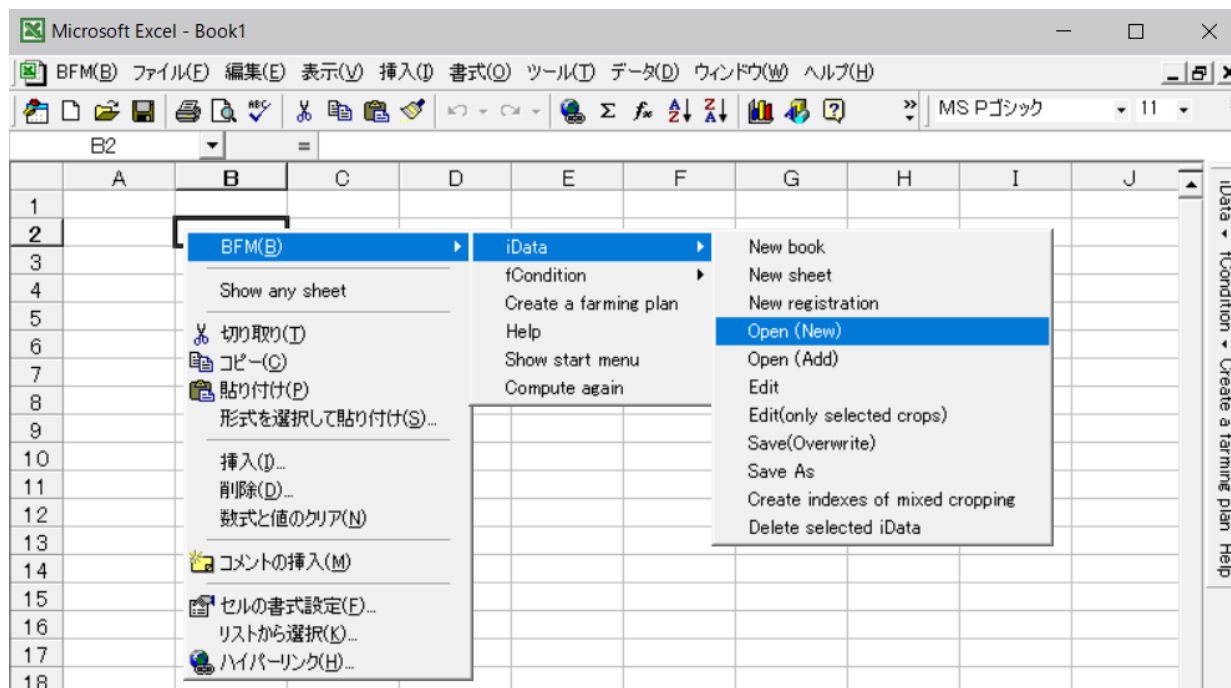 Microsoft Excel - Book1
BFM(B) ファイル(F) 編集(E) 表示(V) 挿入(I) 書式(O) ツール(T) データ(D) ウィンドウ(W) ヘルプ(H)
MS Pゴシック 11
B2 =
A B C D E F G H I J
1
2
3
4
5
6
7
8
9
10
11
12
13
14
15
16
17
18
BFM(B)
Show any sheet
切り取り(T)
コピー(C)
貼り付け(P)
形式を選択して貼り付け(S)...
挿入(I)...
削除(D)...
数式と値のクリア(N)
コメントの挿入(M)
セルの書式設定(F)...
リストから選択(K)...
ハイパーリンク(H)...
iData
fCondition
Create a farming plan
Help
Show start menu
Compute again
New book
New sheet
New registration
Open (New)
Open (Add)
Edit
Edit(only selected crops)
Save(Overwrite)
Save As
Create indexes of mixed cropping
Delete selected iData
iData fCondition Create a farming plan Help